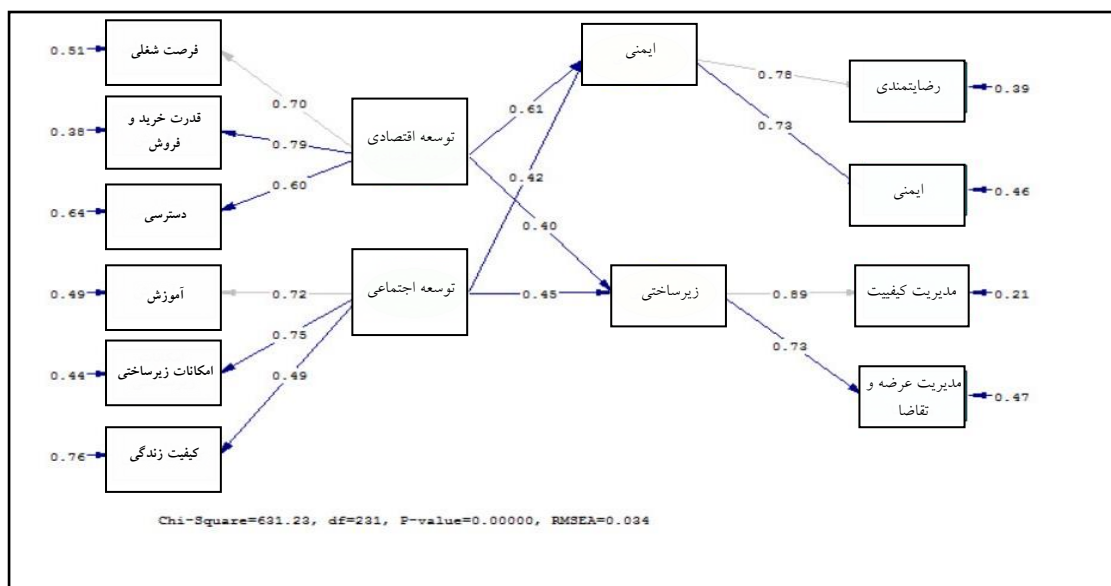 0.51
فرصت شغلی
0.38
قدرت خرید و
فروش
0.64
دسترسی
0.49
آموزش
0.44
امکانات زیرساختی
0.76
کیفیت زندگی
0.70
0.79
0.60
0.72
0.75
0.49
توسعه اقتصادی
توسعه اجتماعی
0.61
0.42
0.40
0.45
ایمنی
زیرساختی
0.78
0.73
0.89
0.73
رضایتمندی
0.39
ایمنی
0.46
مدیریت کیفییت
0.21
مدیریت عرضه و
تقاضا
0.47
Chi-Square=631.23, df=231, P-value=0.00000, RMSEA=0.034